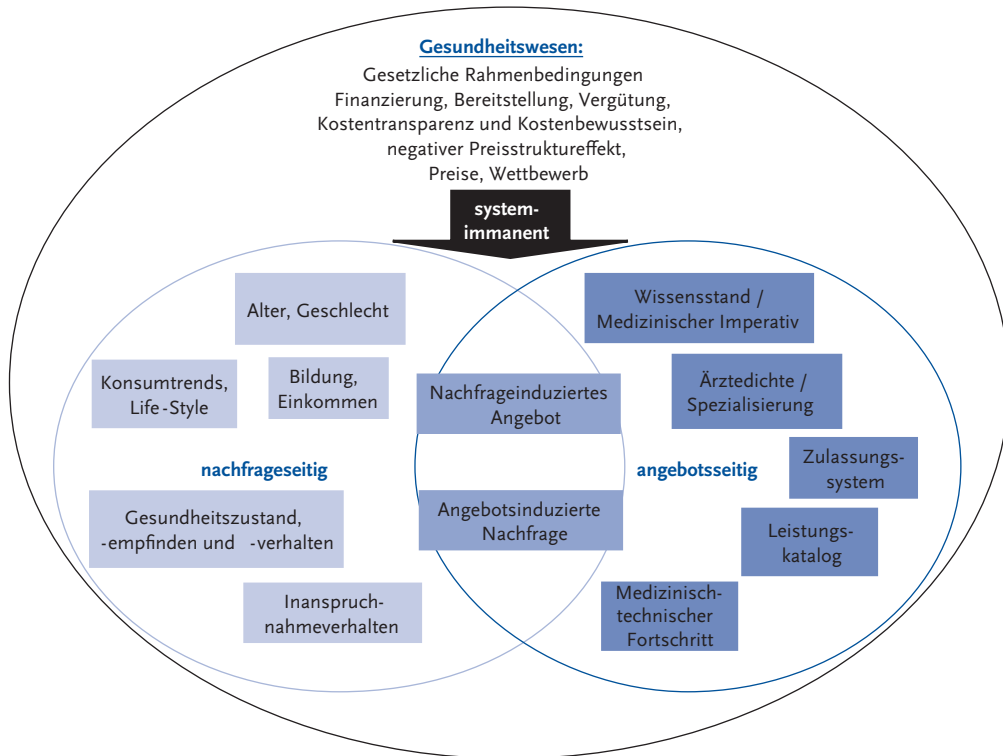 Gesundheitswesen:
Gesetzliche Rahmenbedingungen
Finanzierung, Bereitstellung, Vergütung,
Kostentransparenz und Kostenbewusstsein,
negativer Preisstruktureffekt,
Preise, Wettbewerb
system-
immanent
Alter, Geschlecht
Konsumtrends,
Life-Style
Bildung,
Einkommen
nachfrageseitig
Gesundheitszustand,
-empfinden und -verhalten
Inanspruch-
nahmeverhalten
Nachfrageinduziertes
Angebot
Angebotsinduzierte
Nachfrage
Wissensstand /
Medizinischer Imperativ
Ärztedichte /
Spezialisierung
angebotsseitig
Zulassungs-
system
Leistungs-
katalog
Medizinisch-
technischer
Fortschritt